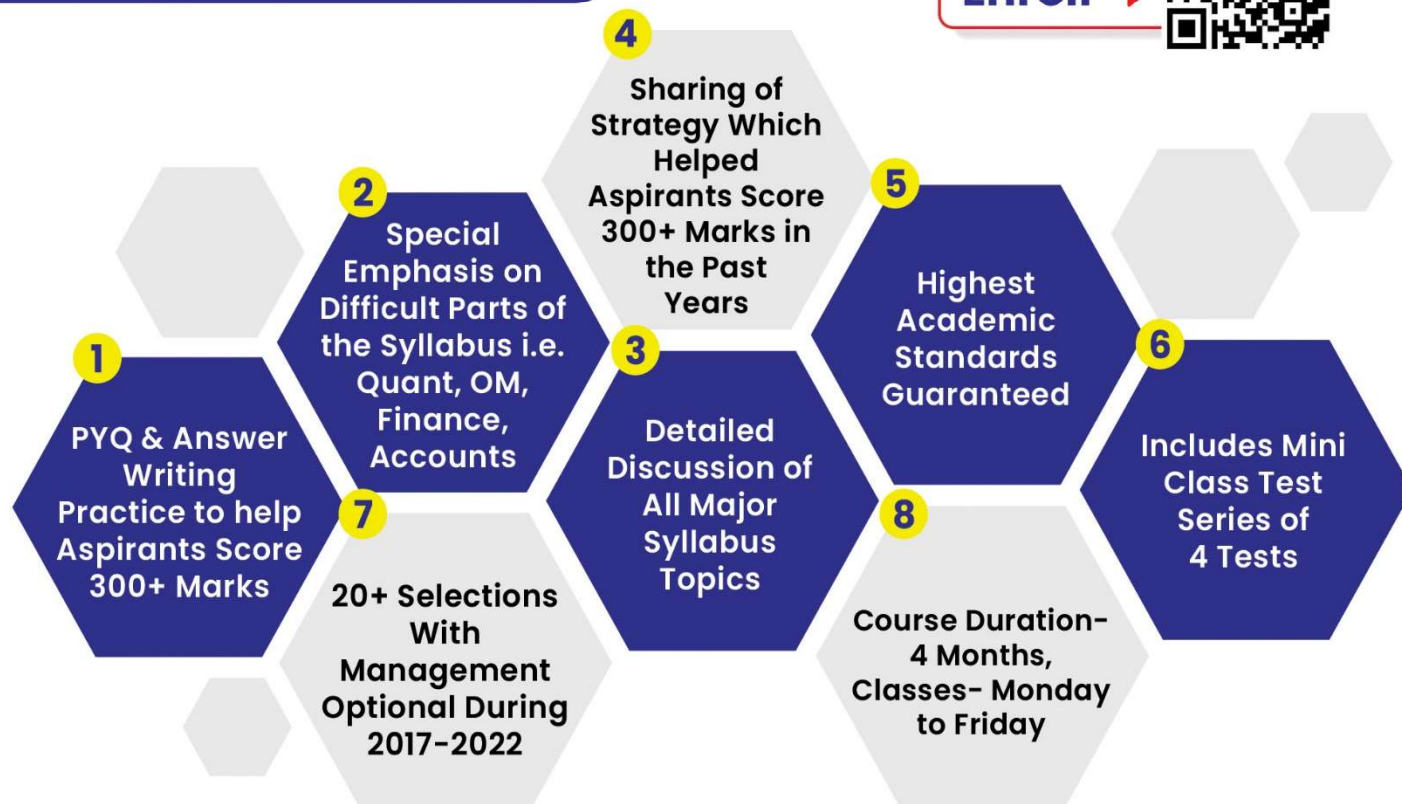 Enroll
1
PYQ & Answer
Writing
Practice to help
Aspirants Score
300+ Marks
2
Special
Emphasis on
Difficult Parts of
the Syllabus i.e.
Quant, OM,
Finance,
Accounts
3
Detailed
Discussion of
All Major
Syllabus
Topics
4
Sharing of
Strategy Which
Helped
Aspirants Score
300+ Marks in
the Past
Years
5
Highest
Academic
Standards
Guaranteed
6
Includes Mini
Class Test
Series of
4 Tests
7
20+ Selections
With
Management
Optional During
2017-2022
8
Course Duration-
4 Months,
Classes- Monday
to Friday